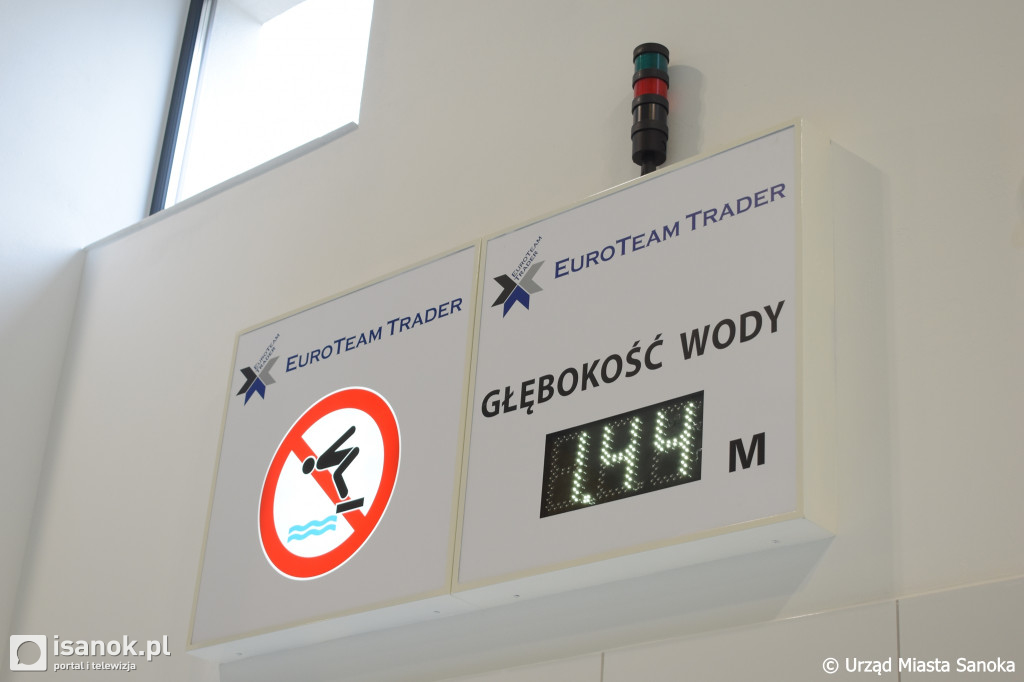 EUROTEAM
TRADER
EUROTEAM TRADER
EUROTEAM
TRADER
EUROTEAM TRADER
GŁĘBOKOŚĆ WODY
1.44 M
isanok.pl
portal i telewizja
© Urząd Miasta Sanoka